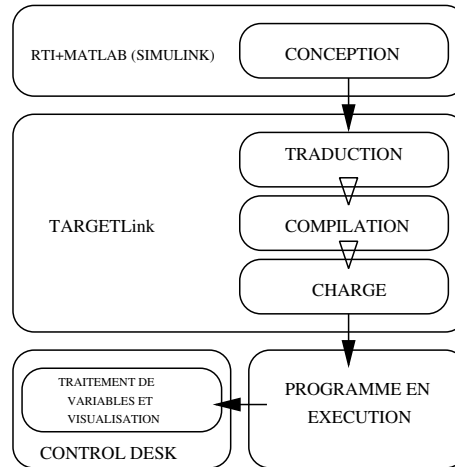 RTI+MATLAB (SIMULINK)
CONCEPTION
TRADUCTION
TARGETLink
COMPILATION
CHARGE
TRAITEMENT DE
VARIABLES ET
VISUALISATION
CONTROL DESK
PROGRAMME EN
EXECUTION